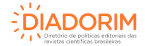 DIADORIM
Diretório de políticas editoriais das
revistas científicas brasileiras